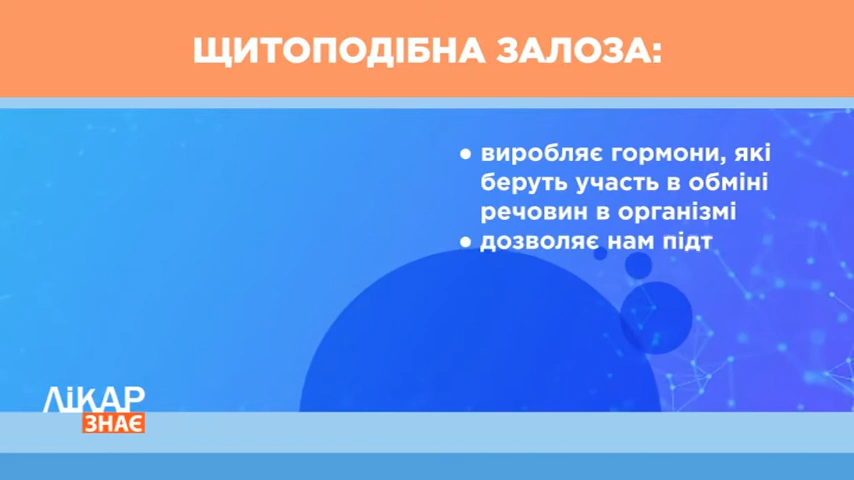 ЩИТОПОДІБНА ЗАЛОЗА:
• виробляє гормони, які
беруть участь в обміні
речовин в організмі
• дозволяє нам підт
ЛІКАР
ЗНАЄ